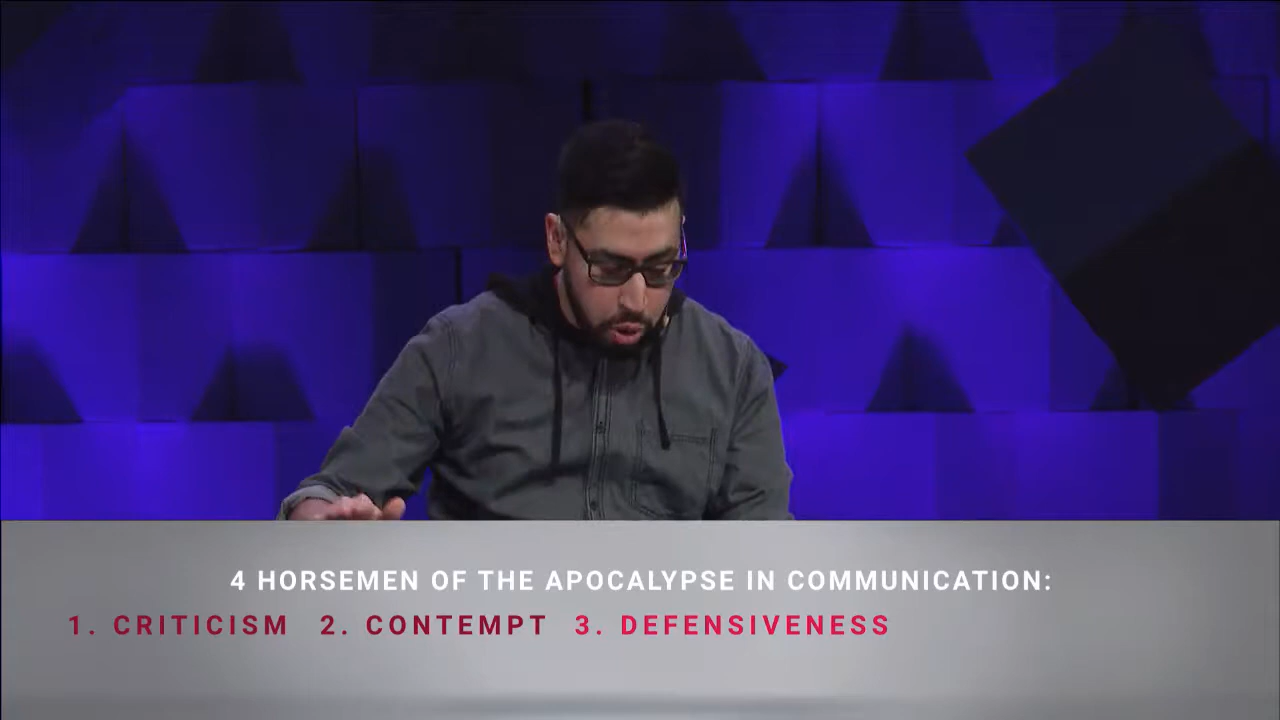 4 HORSEMEN OF THE APOCALYPSE IN COMMUNICATION:
1. CRITICISM 2. CONTEMPT 3. DEFENSIVENESS